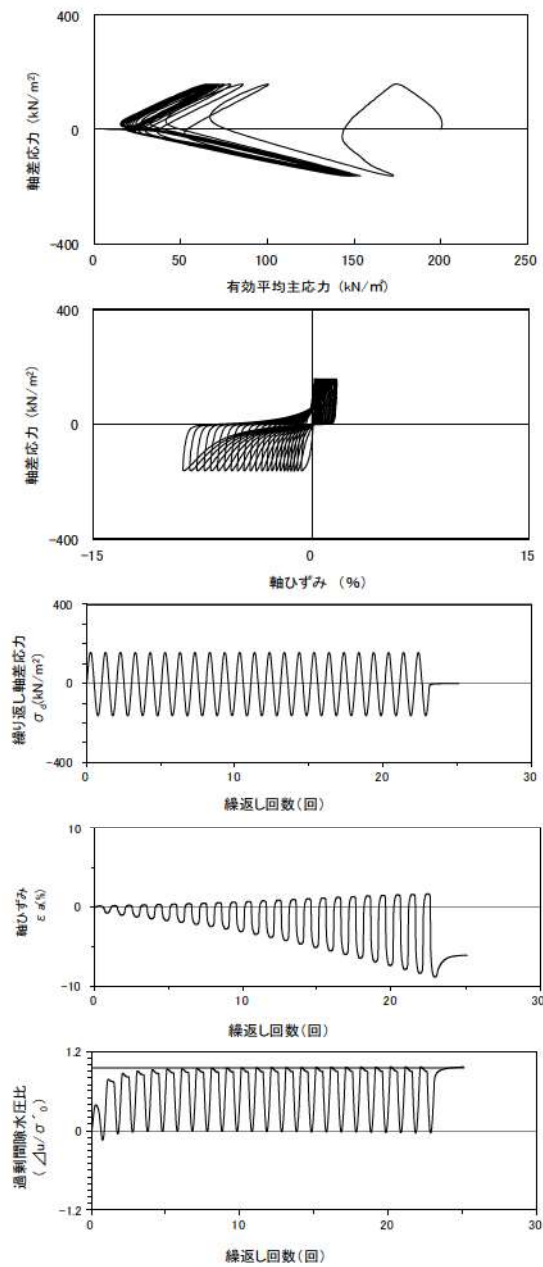 400
軸差応力 (kN/m²)
0
-400
0
50
100
150
200
250
有効平均主応力 (kN/㎡)
400
軸差応力 (kN/m²)
0
-400
-15
0
15
軸ひずみ (%)
400
繰り返し軸差応力
σd(kN/m²)
0
-400
0
10
20
30
繰返し回数(回)
10
軸ひずみ
ε a(%)
0
-10
0
10
20
30
繰返し回数(回)
1.2
過剰間隙水圧比
(⊿u/σ´0)
0
-1.2
0
10
20
30
繰返し回数(回)